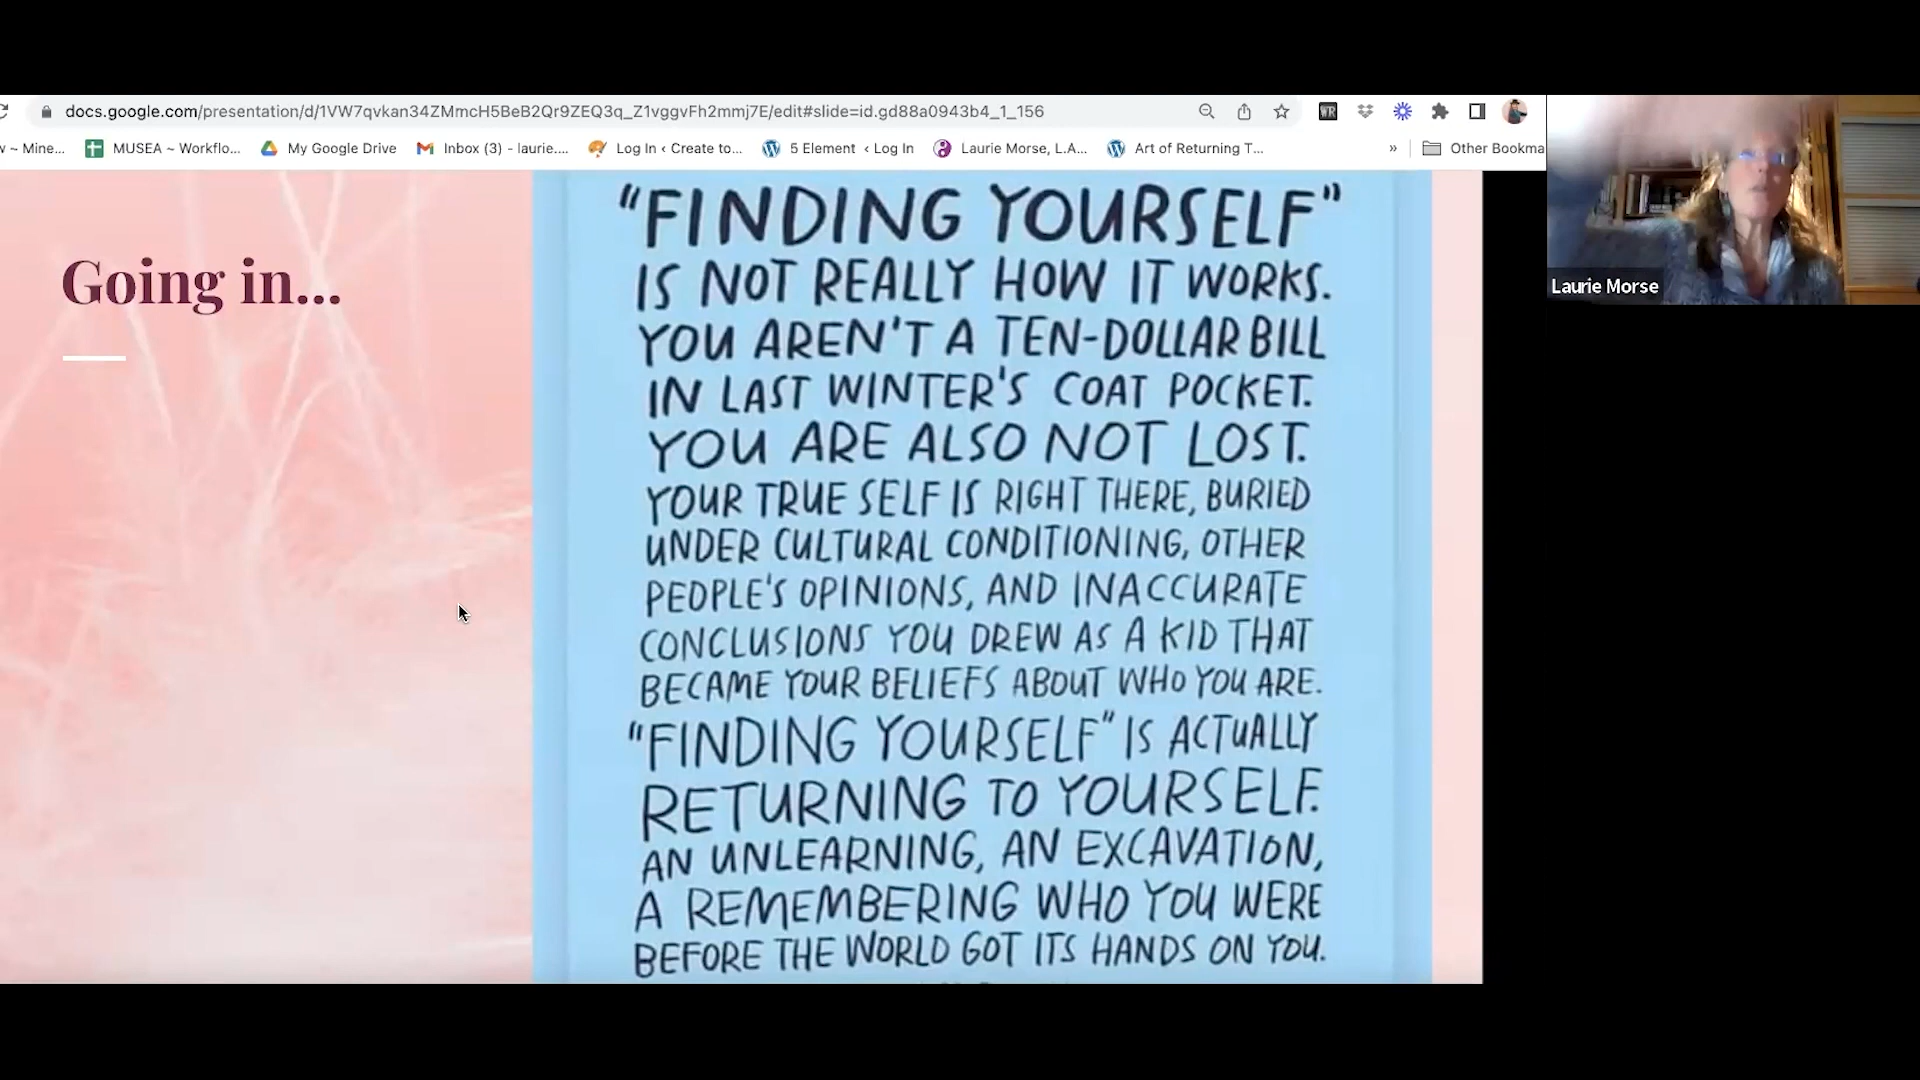 docs.google.com/presentation/d/1VW7qvkan34ZMmcH5BeB2Qr9ZEQ3q_Z1vggvFh2mmj7E/edit#slide=id.gd88a0943b4_1_156
WR
~ Mine...
MUSEA ~ Workflo...
My Google Drive
Inbox (3) - laurie....
Log In ‹ Create to...
5 Element ‹ Log In
Laurie Morse, L.A...
Art of Returning T...
»
Other Bookma
Laurie Morse
Going in...
“FINDING YOURSELF”
IS NOT REALLY HOW IT WORKS.
YOU AREN'T A TEN-DOLLAR BILL
IN LAST WINTER'S COAT POCKET.
YOU ARE ALSO NOT LOST.
YOUR TRUE SELF IS RIGHT THERE, BURIED
UNDER CULTURAL CONDITIONING, OTHER
PEOPLE'S OPINIONS, AND INACCURATE
CONCLUSIONS YOU DREW AS A KID THAT
BECAME YOUR BELIEFS ABOUT WHO YOU ARE.
“FINDING YOURSELF” IS ACTUALLY
RETURNING TO YOURSELF.
AN UNLEARNING, AN EXCAVATION,
A REMEMBERING WHO YOU WERE
BEFORE THE WORLD GOT ITS HANDS ON YOU.